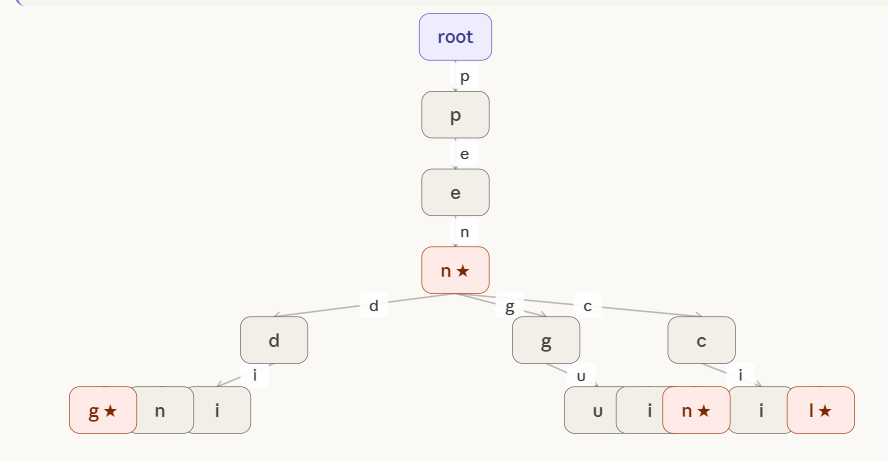 root
p
p
e
e
n
n ★
d g c
d g c
i u i
g ★ n i u i n ★ i l ★